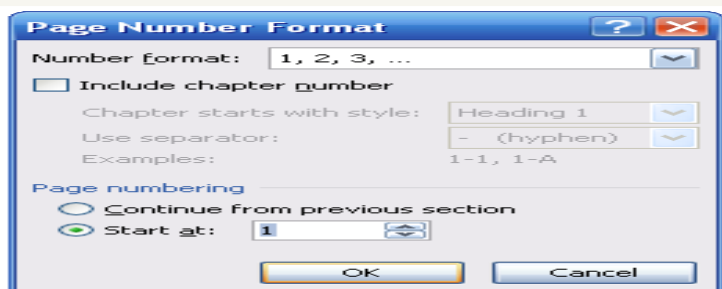 Page Number Format
Number format: 1, 2, 3, ...
Include chapter number
Chapter starts with style: Heading 1
Use separator: - (hyphen)
Examples: 1-1, 1-A
Page numbering
Continue from previous section
Start at: 1
OK Cancel